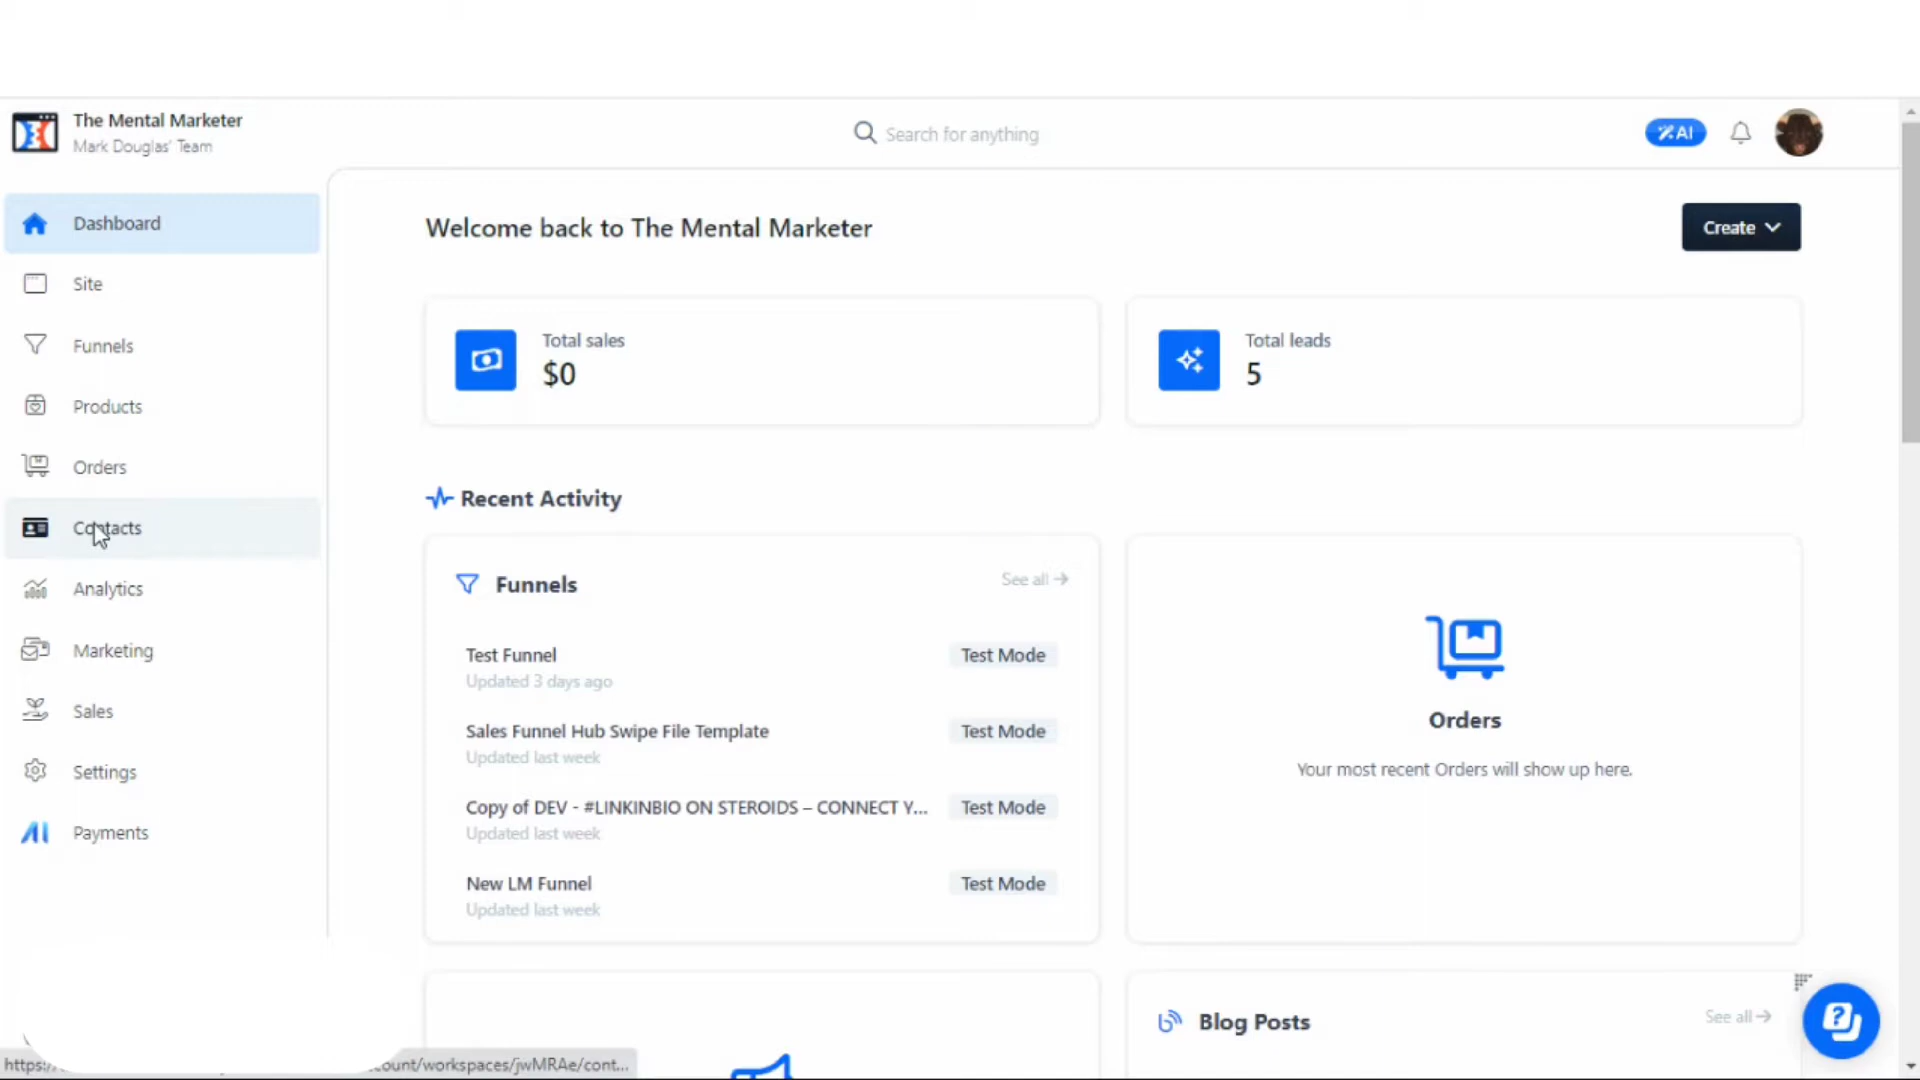 The Mental Marketer
Mark Douglas' Team
Search for anything
AI
Dashboard
Site
Funnels
Products
Orders
Contacts
Analytics
Marketing
Sales
Settings
Payments
Welcome back to The Mental Marketer
Create
Total sales
$0
Total leads
5
Recent Activity
Funnels
See all
Test Funnel
Test Mode
Updated 3 days ago
Sales Funnel Hub Swipe File Template
Test Mode
Updated last week
Copy of DEV - #LINKINBIO ON STEROIDS – CONNECT Y...
Test Mode
Updated last week
New LM Funnel
Test Mode
Updated last week
Orders
Your most recent Orders will show up here.
Blog Posts
See all
https:/ count/workspaces/jwMRAe/cont...